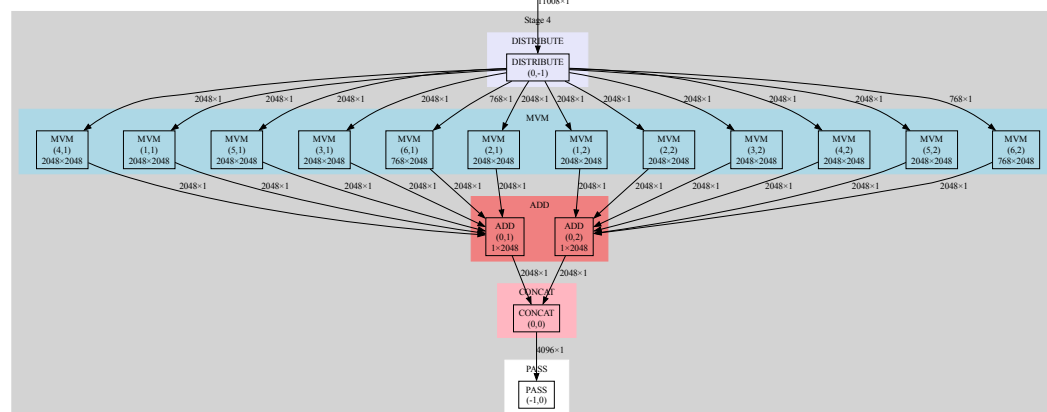 11008×1
Stage 4
DISTRIBUTE
DISTRIBUTE
(0,-1)
2048×1
2048×1
2048×1
2048×1
768×1
2048×1
2048×1
2048×1
2048×1
2048×1
2048×1
768×1
MVM
MVM
(4,1)
2048×2048
MVM
(1,1)
2048×2048
MVM
(5,1)
2048×2048
MVM
(3,1)
2048×2048
MVM
(6,1)
768×2048
MVM
(2,1)
2048×2048
MVM
(1,2)
2048×2048
MVM
(2,2)
2048×2048
MVM
(3,2)
2048×2048
MVM
(4,2)
2048×2048
MVM
(5,2)
2048×2048
MVM
(6,2)
768×2048
2048×1
2048×1
2048×1
2048×1
2048×1
2048×1
2048×1
2048×1
2048×1
2048×1
2048×1
2048×1
ADD
ADD
(0,1)
1×2048
ADD
(0,2)
1×2048
2048×1
2048×1
CONCAT
CONCAT
(0,0)
4096×1
PASS
PASS
(-1,0)